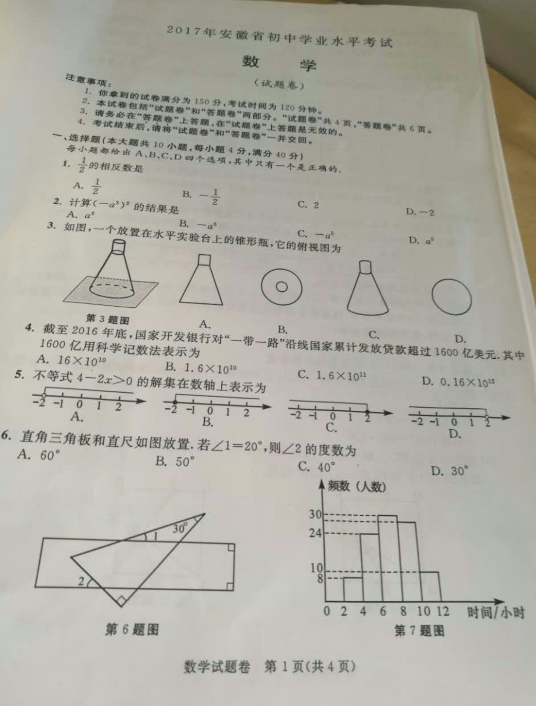 2017年安徽省初中学业水平考试
数 学
（试题卷）
注意事项：
1. 你拿到的试卷满分为150分，考试时间为120分钟。
2. 本试卷包括“试题卷”和“答题卷”两部分。“试题卷”共4页，“答题卷”共6页。
3. 请务必在“答题卷”上答题，在“试题卷”上答题是无效的。
4. 考试结束后，请将“试题卷”和“答题卷”一并交回。
一、选择题（本大题共10小题，每小题4分，满分40分）
每小题都给出A、B、C、D四个选项，其中只有一个是正确的．
1. 1/2的相反数是
A. 1/2 B. −1/2 C. 2 D. −2
2. 计算(−a³)²的结果是
A. a⁶ B. −a⁶ C. −a⁵ D. a⁵
3. 如图，一个放置在水平实验台上的锥形瓶，它的俯视图为
第3题图 A. B. C. D.
4. 截至2016年底，国家开发银行对“一带一路”沿线国家累计发放贷款超过1600亿美元．其中
1600亿用科学记数法表示为
A. 16×10¹⁰ B. 1.6×10¹⁰ C. 1.6×10¹¹ D. 0.16×10¹²
5. 不等式4−2x>0的解集在数轴上表示为
-2 -1 0 1 2 -2 -1 0 1 2 -2 -1 0 1 2 -2 -1 0 1 2
A. B. C. D.
6. 直角三角板和直尺如图放置．若∠1=20°，则∠2的度数为
A. 60° B. 50° C. 40° D. 30°
频数（人数）
30
24
10
8
0 2 4 6 8 10 12 时间/小时
30°
1
2
第6题图 第7题图
数学试题卷 第1页（共4页）